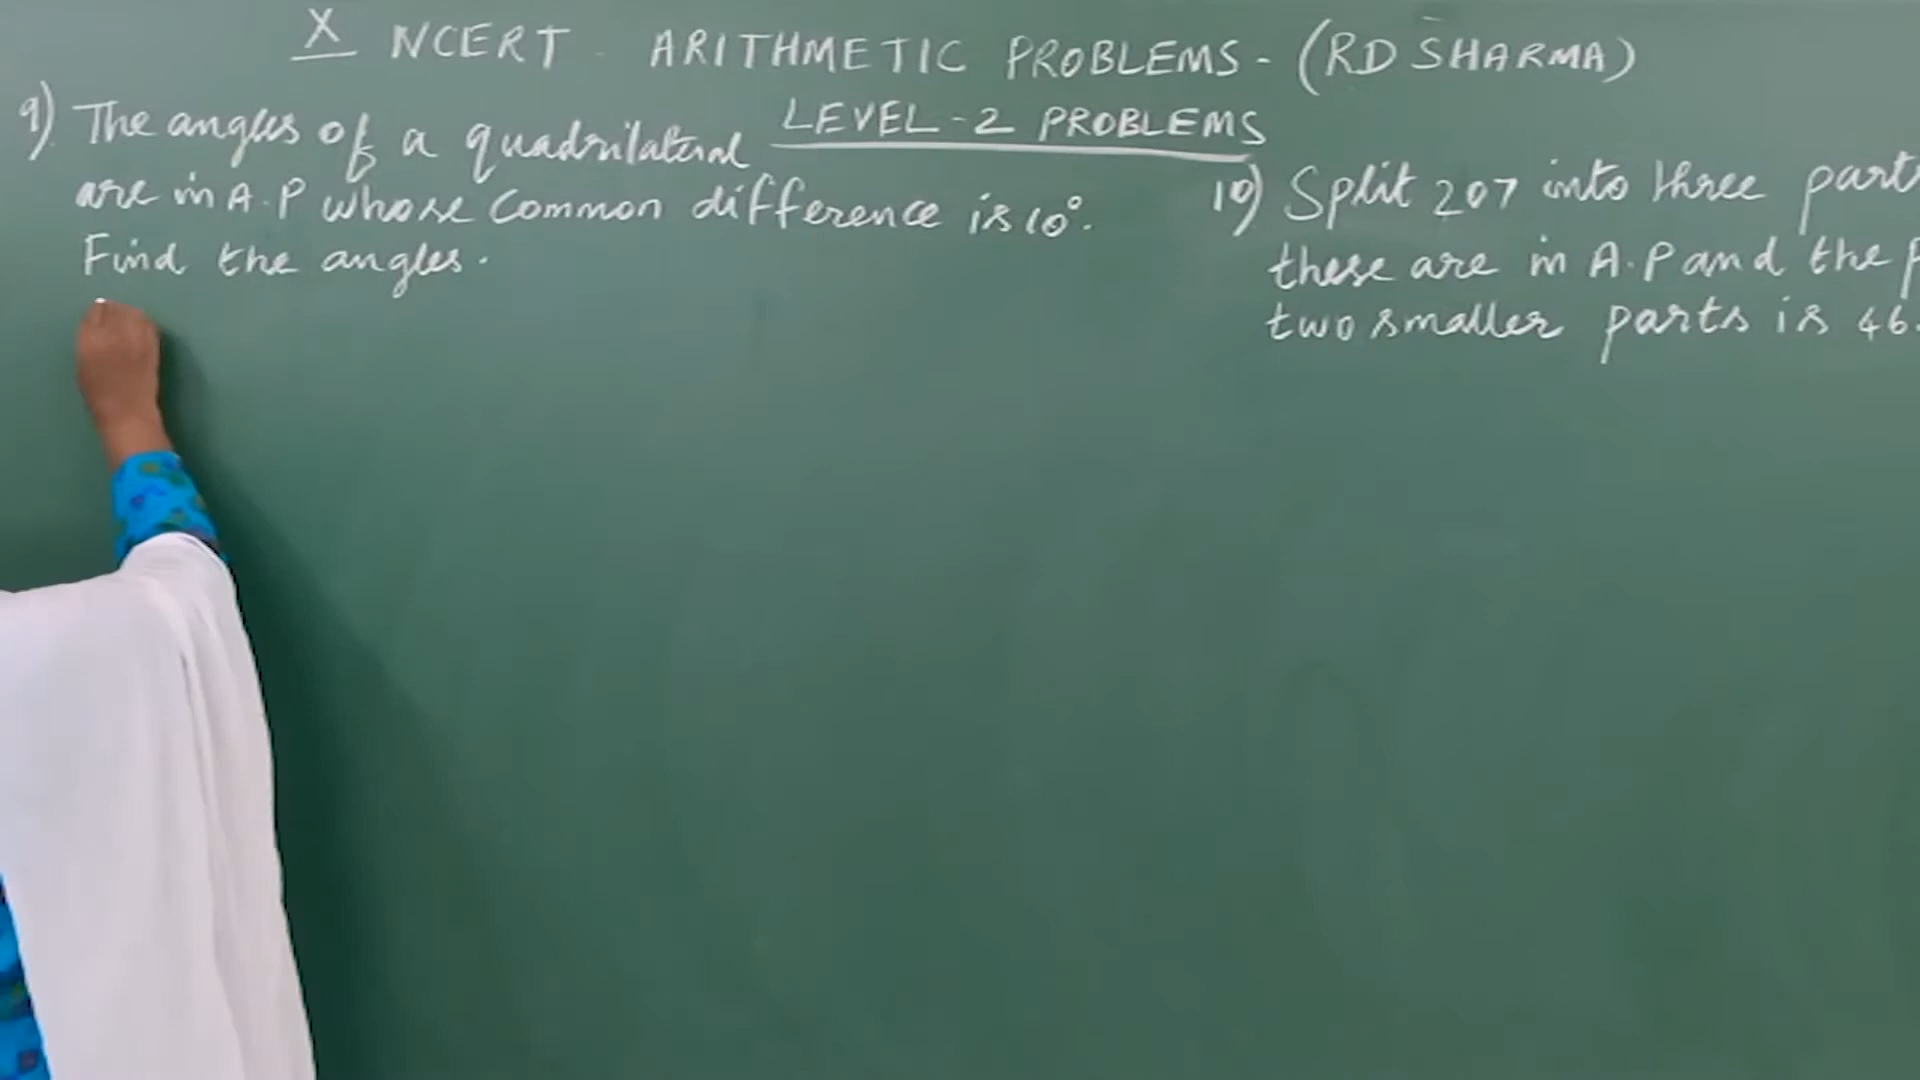 X NCERT - ARITHMETIC PROBLEMS - (RD SHARMA)
LEVEL-2 PROBLEMS
9) The angles of a quadrilateral
are in A.P whose Common difference is 10°.
Find the angles.
10) Split 207 into three parts
these are in A.P and the
two smaller parts is 46